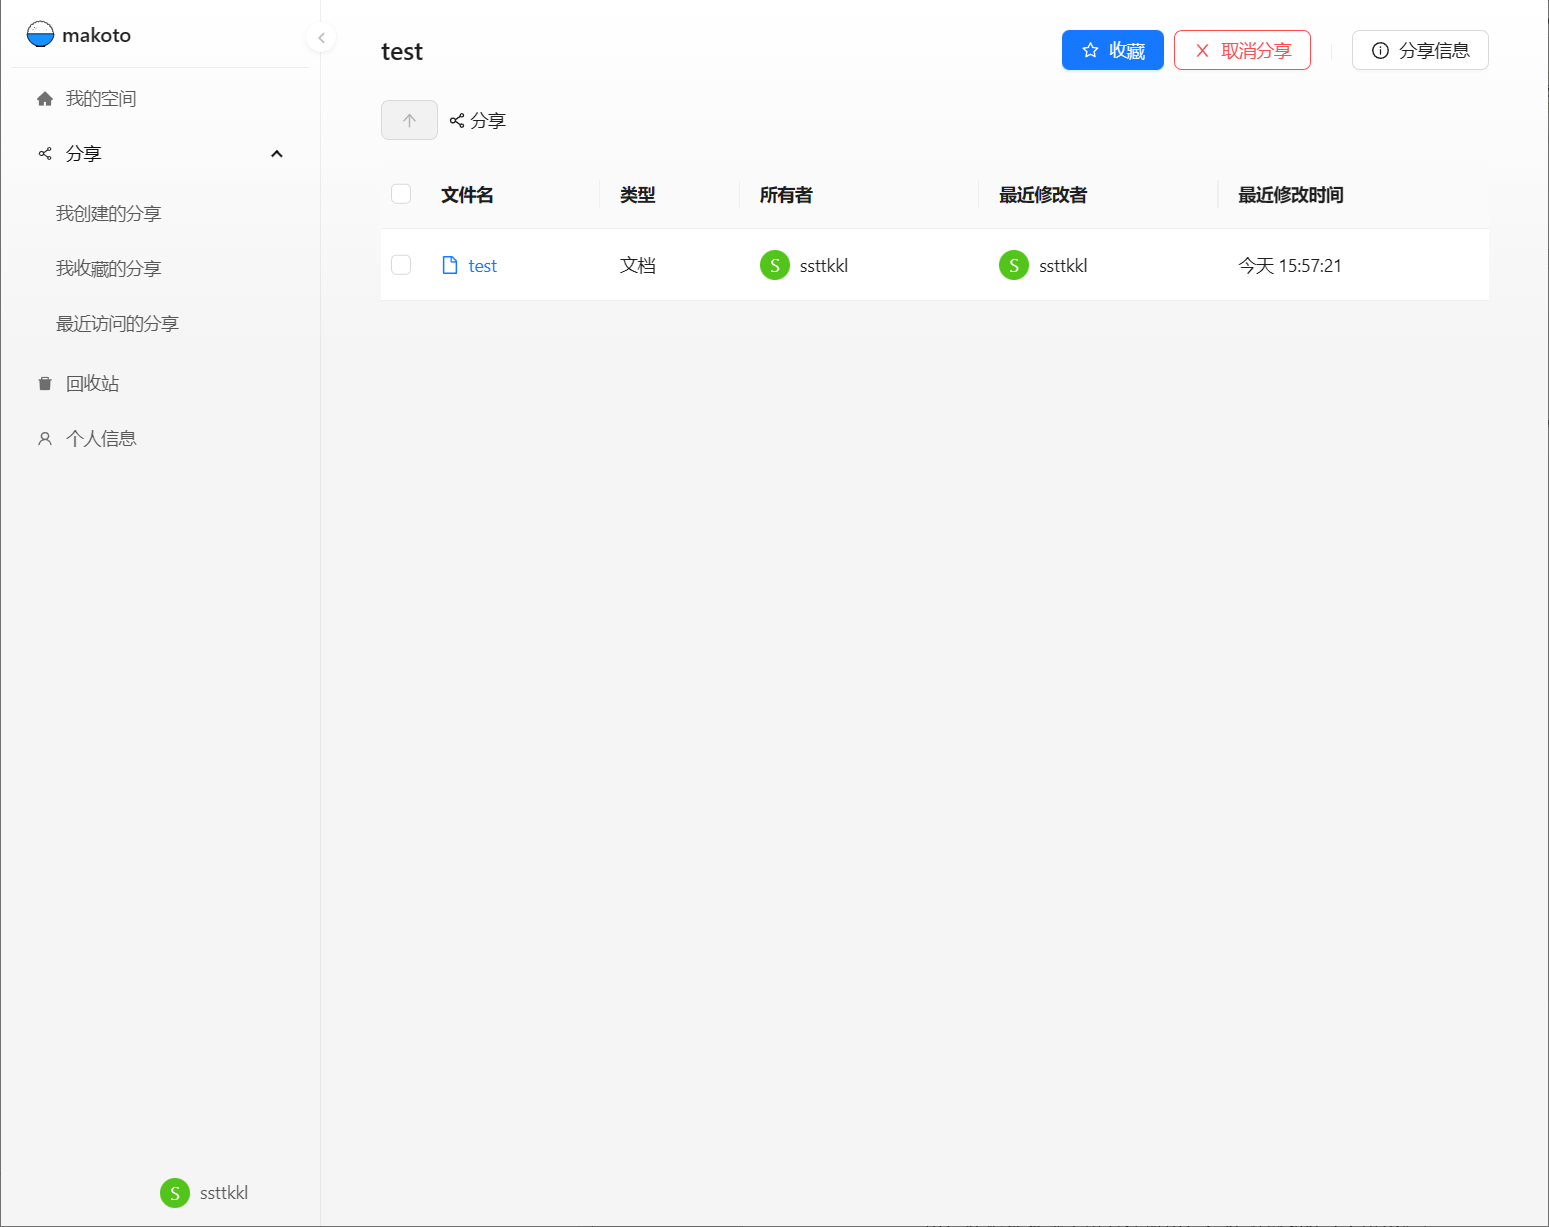 makoto
我的空间
分享
我创建的分享
我收藏的分享
最近访问的分享
回收站
个人信息
S ssttkkl
test
收藏
取消分享
分享信息
分享
文件名 类型 所有者 最近修改者 最近修改时间
test 文档 S ssttkkl S ssttkkl 今天 15:57:21